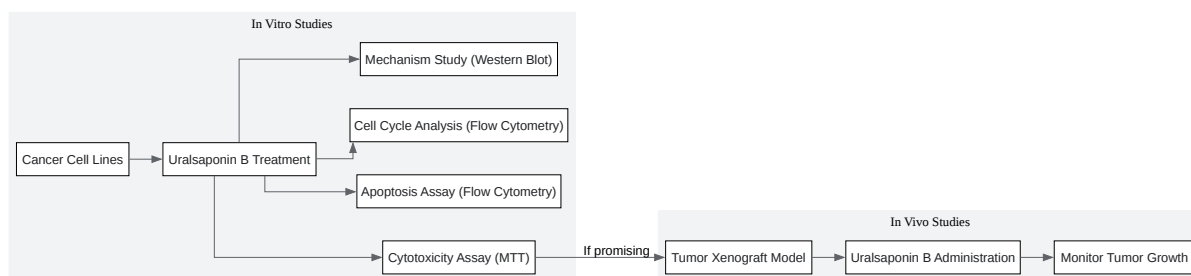 In Vitro Studies
Mechanism Study (Western Blot)
Cell Cycle Analysis (Flow Cytometry)
Cancer Cell Lines
Uralsaponin B Treatment
Apoptosis Assay (Flow Cytometry)
Cytotoxicity Assay (MTT)
If promising
In Vivo Studies
Tumor Xenograft Model
Uralsaponin B Administration
Monitor Tumor Growth